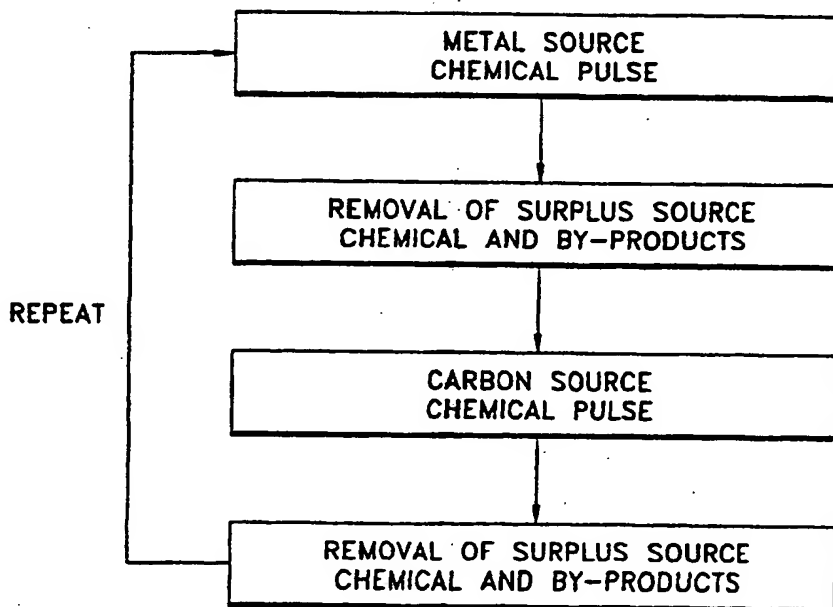 METAL SOURCE
CHEMICAL PULSE
REMOVAL OF SURPLUS SOURCE
CHEMICAL AND BY-PRODUCTS
REPEAT
CARBON SOURCE
CHEMICAL PULSE
REMOVAL OF SURPLUS SOURCE
CHEMICAL AND BY-PRODUCTS